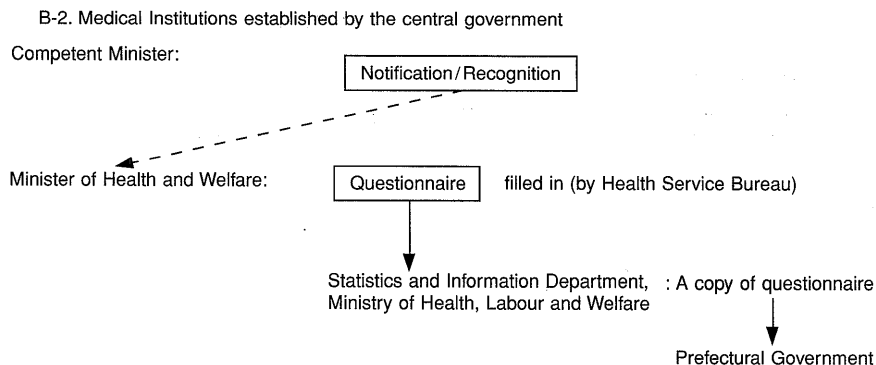 B-2. Medical Institutions established by the central government
Competent Minister:
Notification/Recognition
Minister of Health and Welfare:
Questionnaire
filled in (by Health Service Bureau)
Statistics and Information Department,
Ministry of Health, Labour and Welfare
: A copy of questionnaire
Prefectural Government